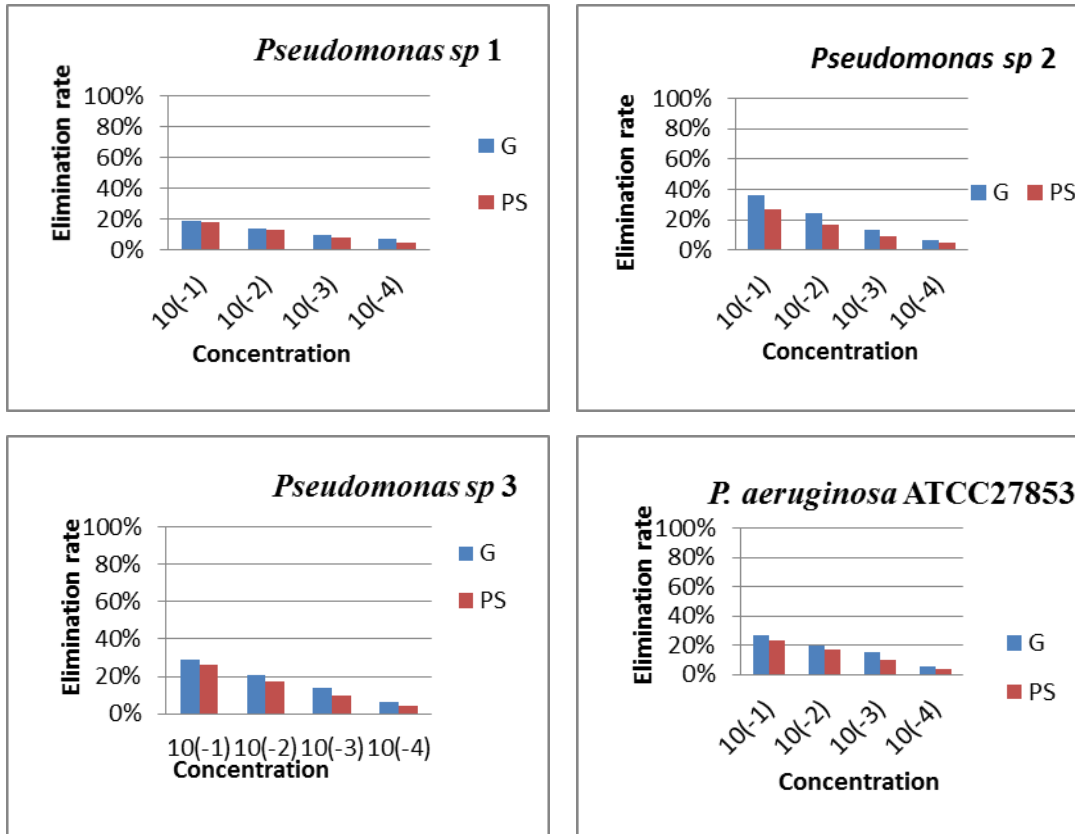 Pseudomonas sp 1
Elimination rate
100%
80%
60%
40%
20%
0%
10(-1)
10(-2)
10(-3)
10(-4)
Concentration
G
PS
Pseudomonas sp 2
Elimination rate
100%
80%
60%
40%
20%
0%
10(-1)
10(-2)
10(-3)
10(-4)
Concentration
G PS
Pseudomonas sp 3
Elimination rate
100%
80%
60%
40%
20%
0%
10(-1) 10(-2) 10(-3) 10(-4)
Concentration
G
PS
P. aeruginosa ATCC27853
Elimination rate
100%
80%
60%
40%
20%
0%
10(-1)
10(-2)
10(-3)
10(-4)
Concentration
G
PS